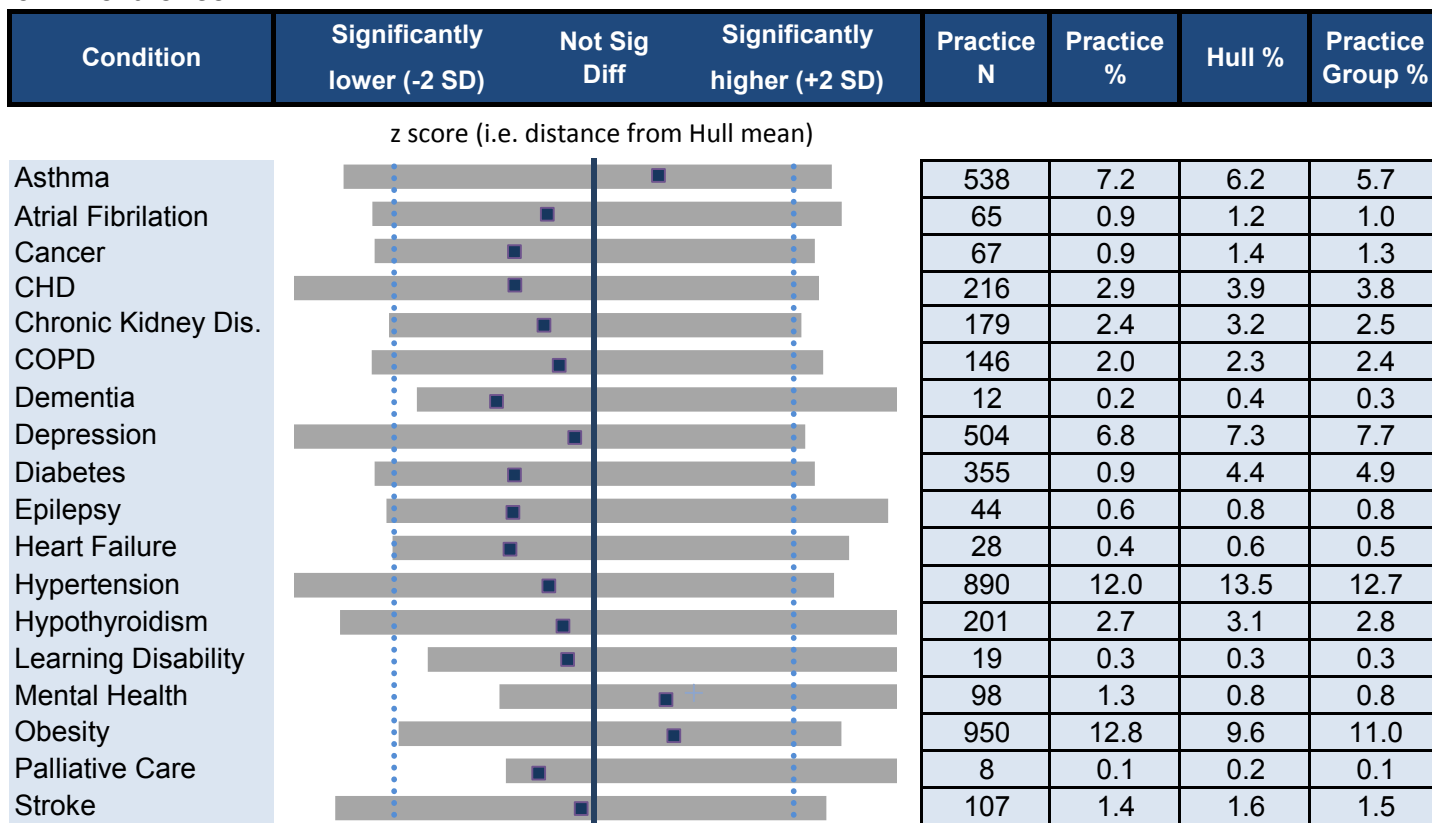 Condition Significantly lower (-2 SD) Not Sig Diff Significantly higher (+2 SD) Practice N Practice % Hull % Practice Group %
z score (i.e. distance from Hull mean)
Asthma 538 7.2 6.2 5.7
Atrial Fibrilation 65 0.9 1.2 1.0
Cancer 67 0.9 1.4 1.3
CHD 216 2.9 3.9 3.8
Chronic Kidney Dis. 179 2.4 3.2 2.5
COPD 146 2.0 2.3 2.4
Dementia 12 0.2 0.4 0.3
Depression 504 6.8 7.3 7.7
Diabetes 355 0.9 4.4 4.9
Epilepsy 44 0.6 0.8 0.8
Heart Failure 28 0.4 0.6 0.5
Hypertension 890 12.0 13.5 12.7
Hypothyroidism 201 2.7 3.1 2.8
Learning Disability 19 0.3 0.3 0.3
Mental Health 98 1.3 0.8 0.8
Obesity 950 12.8 9.6 11.0
Palliative Care 8 0.1 0.2 0.1
Stroke 107 1.4 1.6 1.5